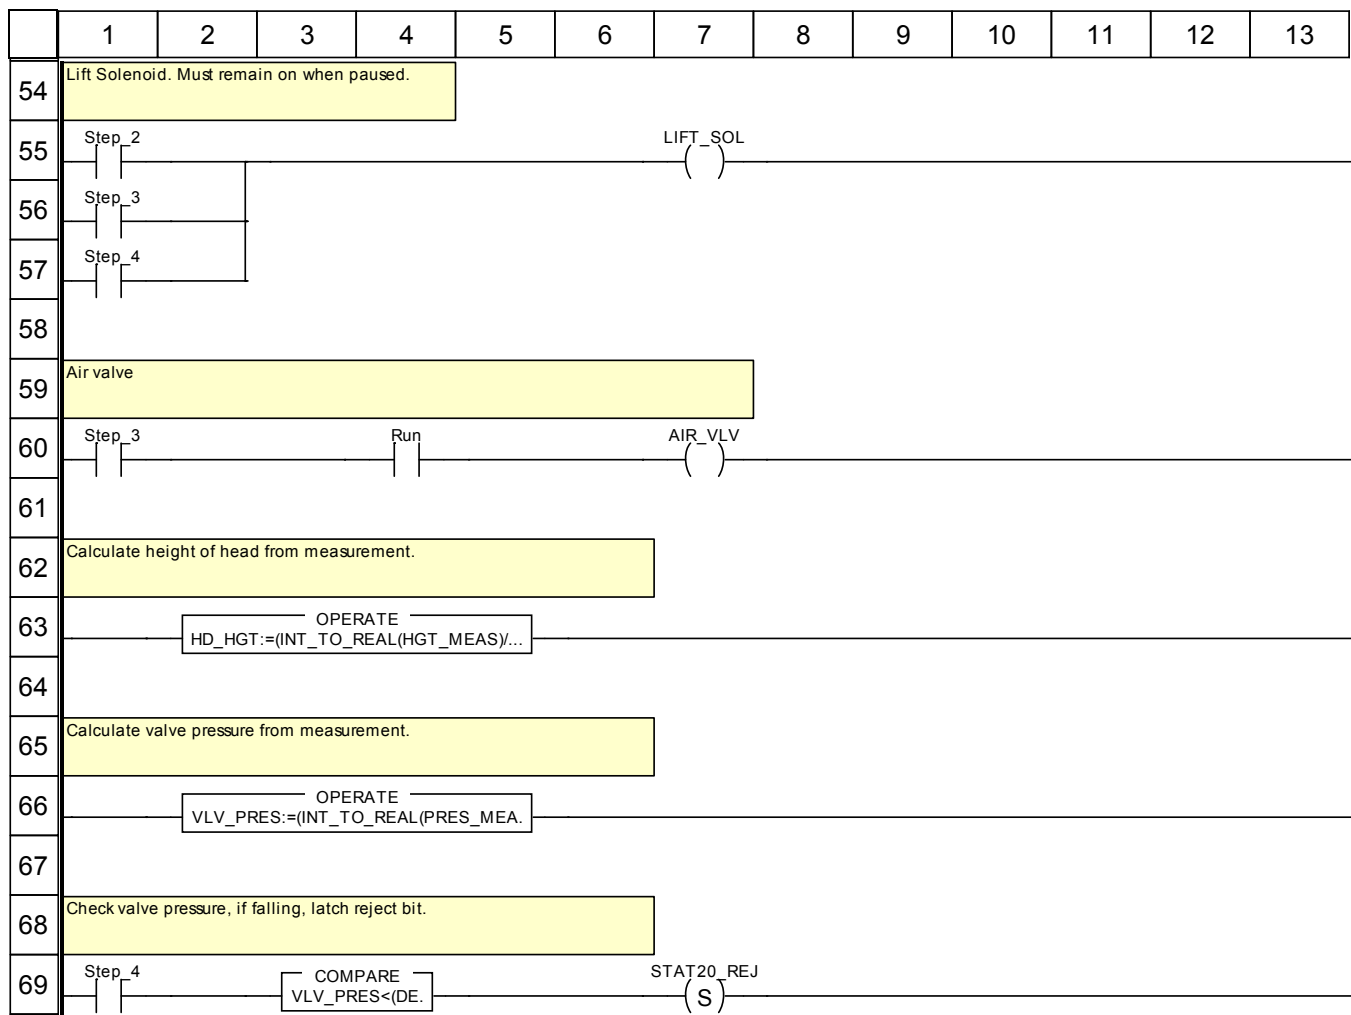 1 2 3 4 5 6 7 8 9 10 11 12 13
54 Lift Solenoid. Must remain on when paused.
Step_2 LIFT_SOL
55
Step_3
56
Step_4
57
58
59 Air valve
Step_3 Run AIR_VLV
60
61
62 Calculate height of head from measurement.
OPERATE
63 HD_HGT:=(INT_TO_REAL(HGT_MEAS)/...
64
65 Calculate valve pressure from measurement.
OPERATE
66 VLV_PRES:=(INT_TO_REAL(PRES_MEA.
67
68 Check valve pressure, if falling, latch reject bit.
Step_4 COMPARE STAT20_REJ
69 VLV_PRES<(DE. S